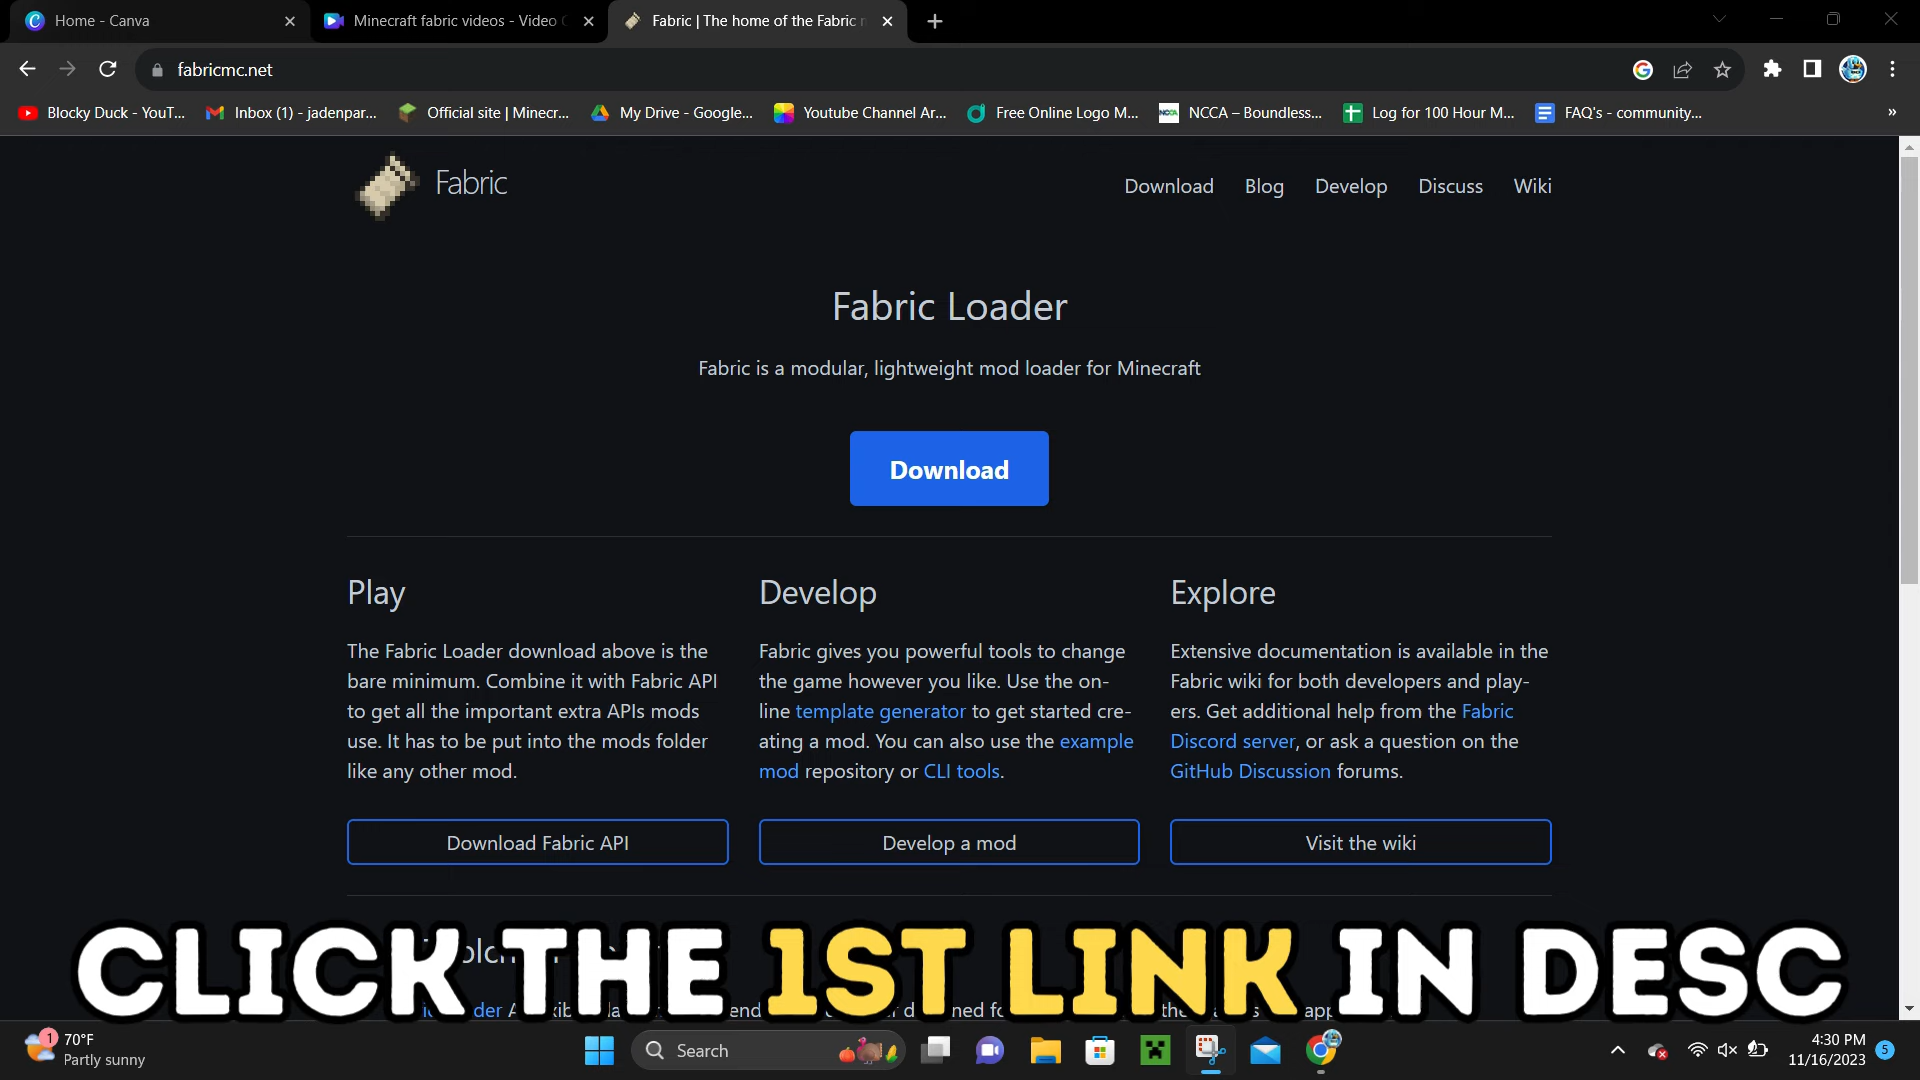 Home - Canva
Minecraft fabric videos - Video
Fabric | The home of the Fabric
fabricmc.net
Blocky Duck - YouT...
Inbox (1) - jadenpar...
Official site | Minecr...
My Drive - Google...
Youtube Channel Ar...
Free Online Logo M...
NCCA – Boundless...
Log for 100 Hour M...
FAQ's - community...
Fabric
Download
Blog
Develop
Discuss
Wiki
Fabric Loader
Fabric is a modular, lightweight mod loader for Minecraft
Download
Play
The Fabric Loader download above is the
bare minimum. Combine it with Fabric API
to get all the important extra APIs mods
use. It has to be put into the mods folder
like any other mod.
Download Fabric API
Develop
Fabric gives you powerful tools to change
the game however you like. Use the on-
line template generator to get started cre-
ating a mod. You can also use the example
mod repository or CLI tools.
Develop a mod
Explore
Extensive documentation is available in the
Fabric wiki for both developers and play-
ers. Get additional help from the Fabric
Discord server, or ask a question on the
GitHub Discussion forums.
Visit the wiki
CLICK THE 1ST LINK IN DESC
1
70°F
Partly sunny
Search
4:30 PM
11/16/2023
5